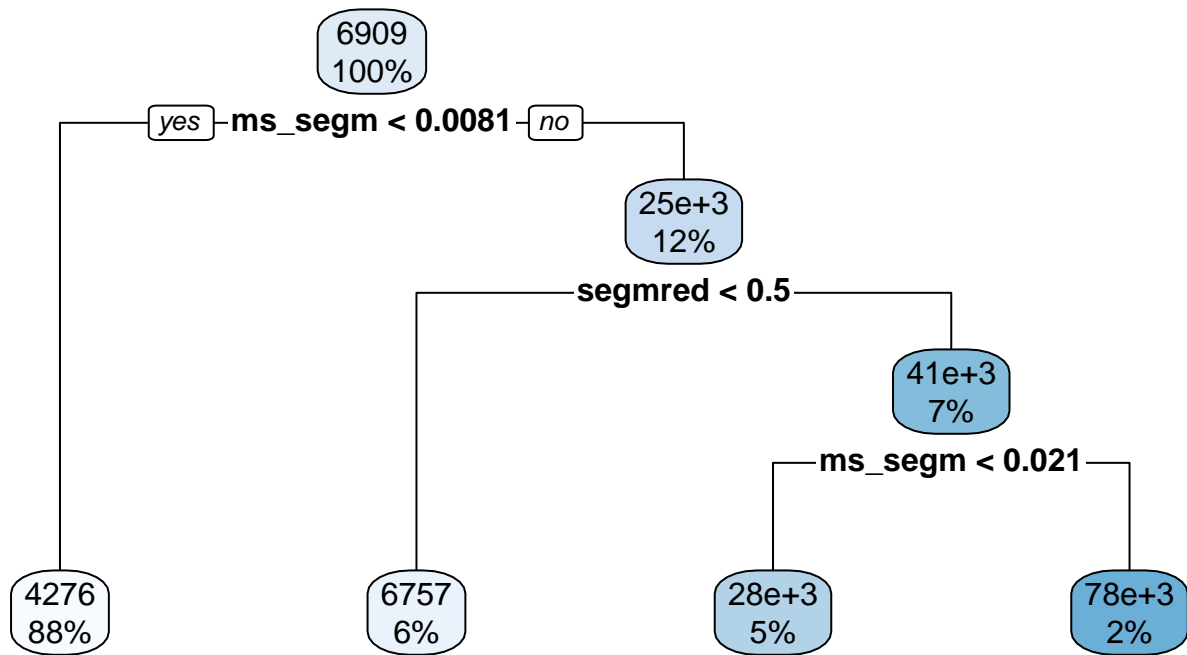 6909
100%
yes ms_segm < 0.0081 no
25e+3
12%
segmred < 0.5
41e+3
7%
ms_segm < 0.021
4276
88%
6757
6%
28e+3
5%
78e+3
2%